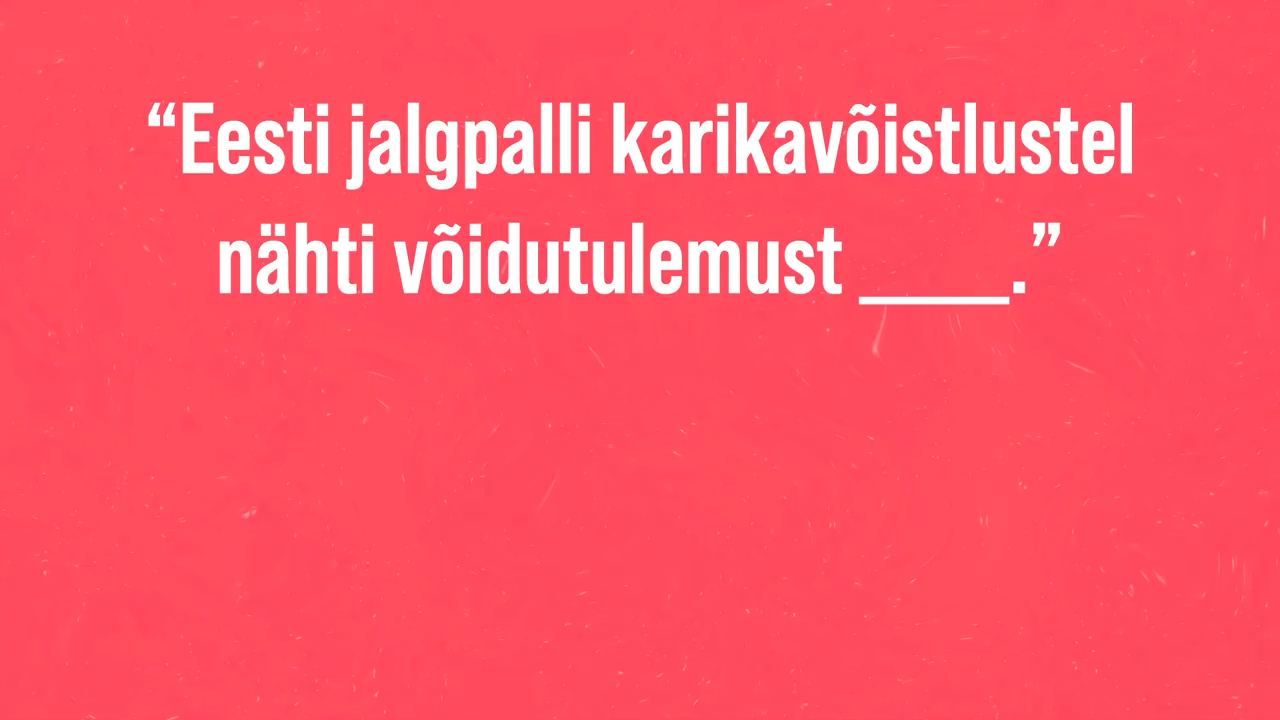 “Eesti jalgpalli karikavõistlustel
nähti võidutulemust ____.”